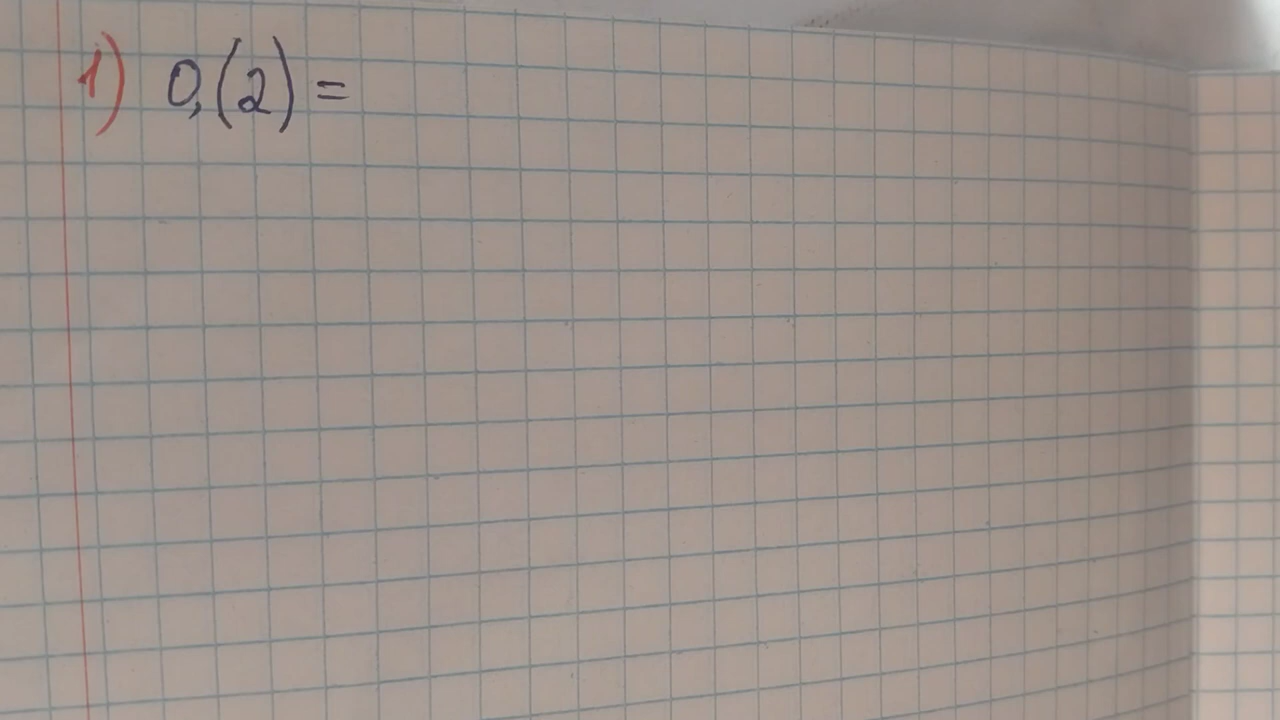 1) 0,(2) =